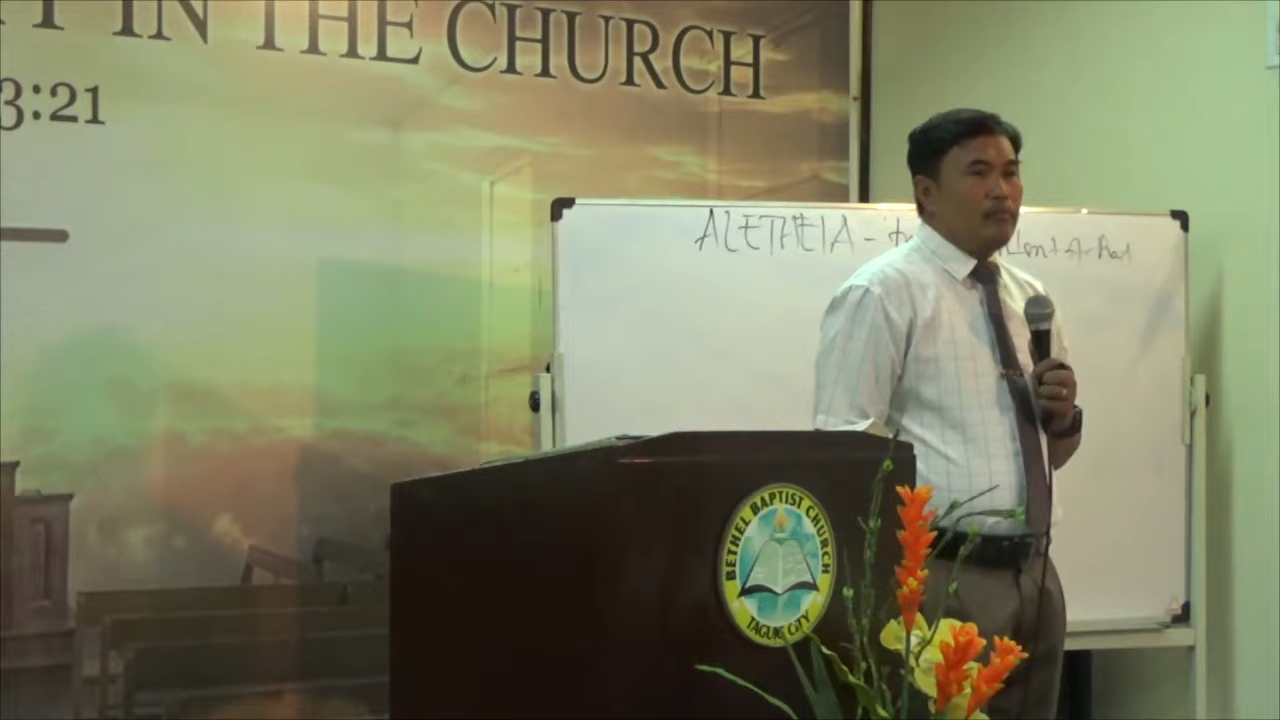 IN THE CHURCH
3:21
ALETHEIA -
BETHEL BAPTIST CHURCH
TAGUIG CITY